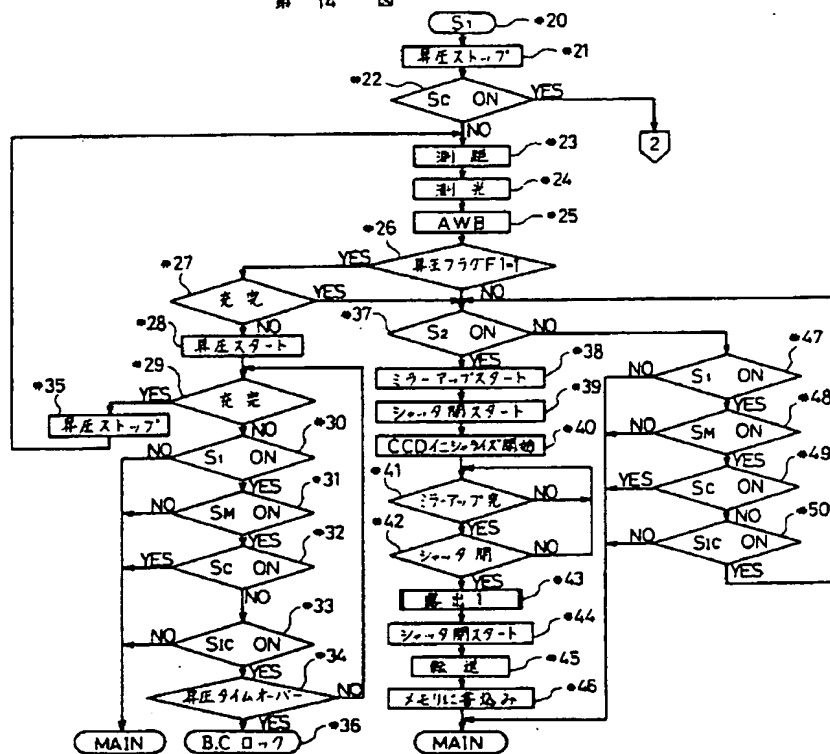 第 14 図
S1
*20
昇圧ストップ
*21
*22
SC ON
YES
2
NO
測距
*23
測光
*24
AWB
*25
*26
昇圧フラグF1=1
YES
NO
*27
充完
YES
NO
*28
昇圧スタート
*29
充完
YES
NO
*35
昇圧ストップ
*30
S1 ON
NO
YES
*31
SM ON
NO
YES
*32
SC ON
YES
NO
*33
SIC ON
NO
YES
*34
昇圧タイムオーバー
NO
YES
MAIN
B.C ロック
*36
*37
S2 ON
NO
YES
ミラーアップスタート
*38
シャッタ開スタート
*39
CCDイニシャライズ開始
*40
*41
ミラーアップ完
NO
YES
*42
シャッタ開
NO
YES
露出1
*43
シャッタ閉スタート
*44
転送
*45
メモリに書込み
*46
MAIN
*47
S1 ON
NO
YES
*48
SM ON
NO
YES
*49
SC ON
YES
NO
*50
SIC ON
NO
YES